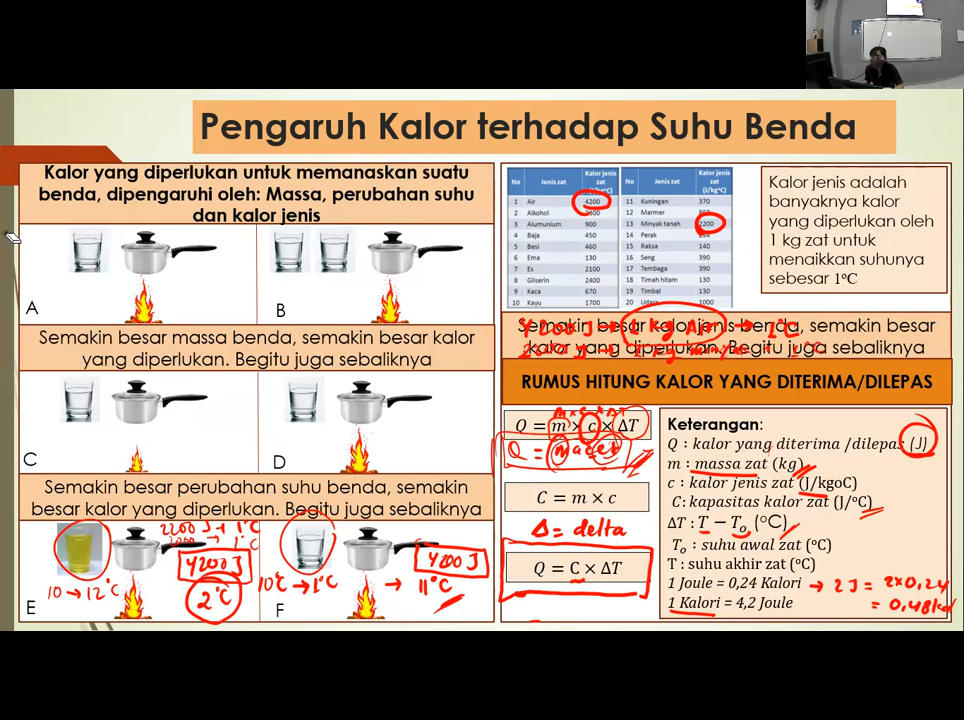 Pengaruh Kalor terhadap Suhu Benda
Kalor yang diperlukan untuk memanaskan suatu
benda, dipengaruhi oleh: Massa, perubahan suhu
dan kalor jenis
A
B
Semakin besar massa benda, semakin besar kalor
yang diperlukan. Begitu juga sebaliknya
C
D
Semakin besar perubahan suhu benda, semakin
besar kalor yang diperlukan. Begitu juga sebaliknya
2200 J → 1°C
→ 1°C
4200 J
10 → 12°C
2°C
E
10°C → 1°C
→ 11°C
4200 J
F
No Jenis zat Kalor jenis zat (J/kg°C)
1 Air 4200
2 Alkohol
3 Alumunium 900
4 Baja 450
5 Besi 460
6 Ema 130
7 Es 2100
8 Gliserin 2400
9 Kaca 670
10 Kayu 1700
No Jenis zat Kalor jenis zat (J/kg°C)
11 Kuningan 370
12 Marmer
13 Minyak tanah 2200
14 Perak
15 Raksa 140
16 Seng 390
17 Tembaga 390
18 Timah hitam 130
19 Timbal 130
20 Udara 1000
Kalor jenis adalah
banyaknya kalor
yang diperlukan oleh
1 kg zat untuk
menaikkan suhunya
sebesar 1°C
4200 J → 1 kg Air → 1°C
Semakin besar kalor jenis benda, semakin besar
kalor yang diperlukan. Begitu juga sebaliknya
RUMUS HITUNG KALOR YANG DITERIMA/DILEPAS
m × c × ΔT
Q = m × c × ΔT
Q = macet
C = m × c
Δ = delta
Q = C × ΔT
Keterangan:
Q : kalor yang diterima /dilepas (J)
m : massa zat (kg)
c : kalor jenis zat (J/kgoC)
C: kapasitas kalor zat (J/°C)
ΔT : T − To (°C)
To : suhu awal zat (°C)
T : suhu akhir zat (°C)
1 Joule = 0,24 Kalori → 2 J = 2×0,24
1 Kalori = 4,2 Joule = 0,48 kal